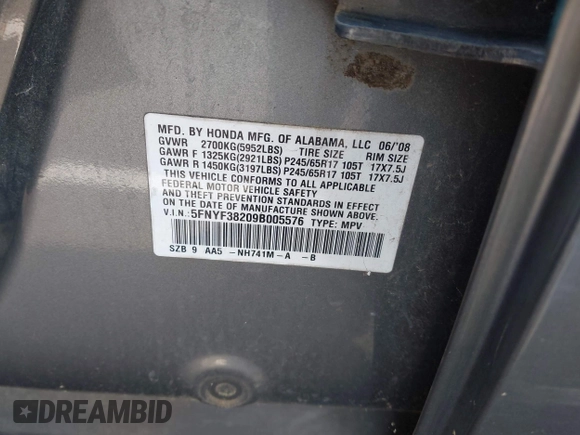 MFD. BY HONDA MFG. OF ALABAMA, LLC 06/'08
GVWR 2700KG(5952LBS) TIRE SIZE RIM SIZE
GAWR F 1325KG(2921LBS) P245/65R17 105T 17X7.5J
GAWR R 1450KG(3197LBS) P245/65R17 105T 17X7.5J
THIS VEHICLE CONFORMS TO ALL APPLICABLE
FEDERAL MOTOR VEHICLE SAFETY
AND THEFT PREVENTION STANDARDS IN EFFECT
ON THE DATE OF MANUFACTURE SHOWN ABOVE.
V.I.N.: 5FNYF38209B005576 TYPE: MPV
SZB 9 AA5 -NH741M-A -B
DREAMBID